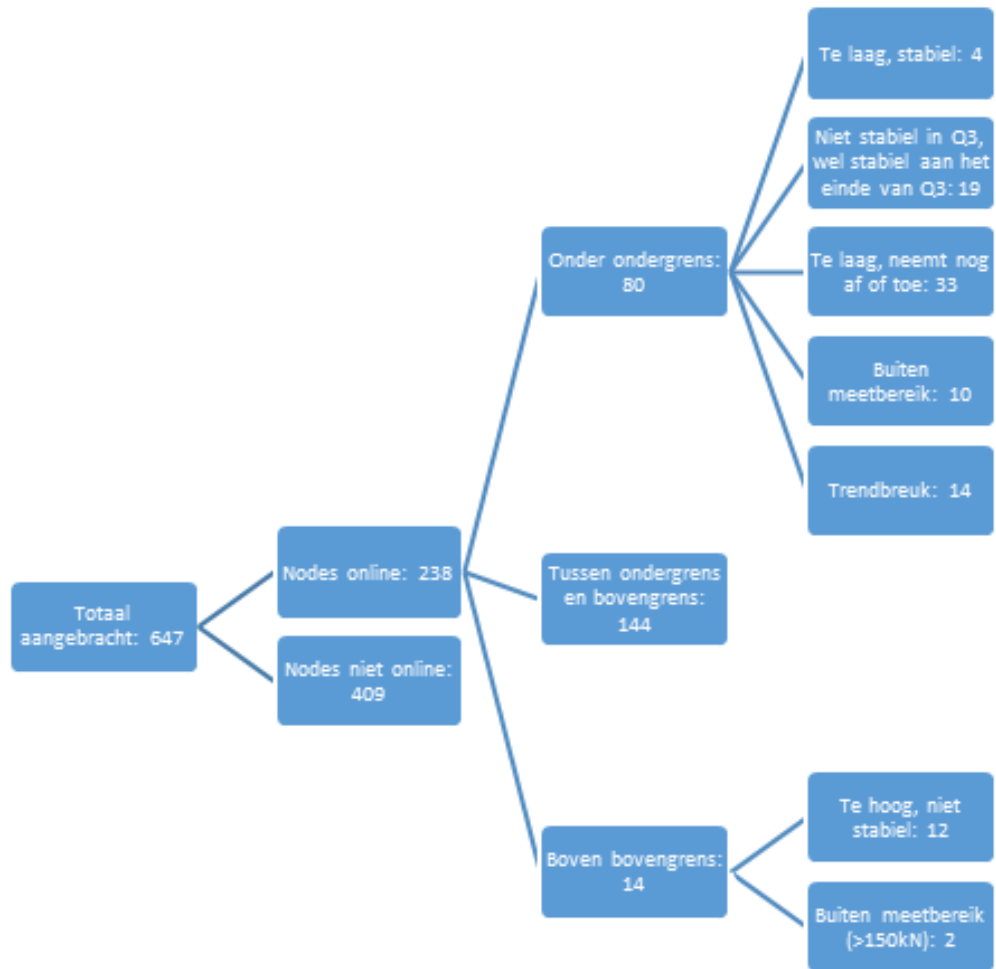 Totaal
aangebracht: 647
Nodes online: 238
Nodes niet online:
409
Onder ondergrens:
80
Tussen ondergrens
en bovengrens:
144
Boven bovengrens:
14
Te laag, stabiel: 4
Niet stabiel in Q3,
wel stabiel aan het
einde van Q3: 19
Te laag, neemt nog
af of toe: 33
Buiten
meetbereik: 10
Trendbreuk: 14
Te hoog, niet
stabiel: 12
Buiten meetbereik
(>150kN): 2